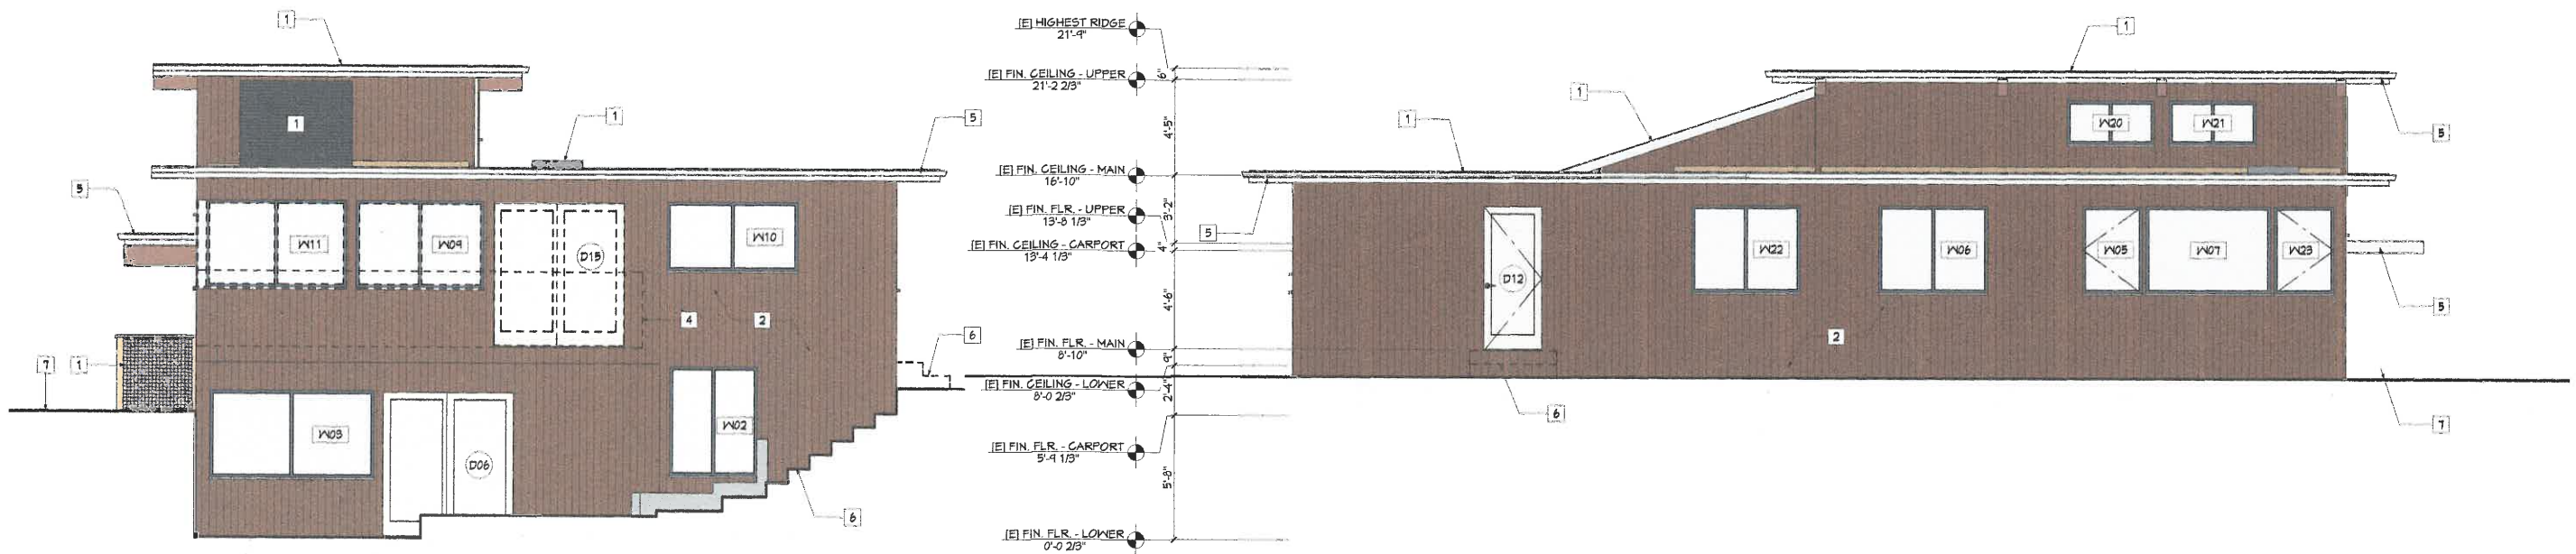 1
1
1
5
5
W11
W09
D15
W10
4
2
6
7
1
W03
D06
W02
6
[E] HIGHEST RIDGE
21'-9"
[E] FIN. CEILING - UPPER
21'-2 2/3"
[E] FIN. CEILING - MAIN
16'-10"
[E] FIN. FLR. - UPPER
13'-8 1/3"
[E] FIN. CEILING - CARPORT
13'-4 1/3"
[E] FIN. FLR. - MAIN
8'-10"
[E] FIN. CEILING - LOWER
8'-0 2/3"
[E] FIN. FLR. - CARPORT
5'-9 1/3"
[E] FIN. FLR. - LOWER
0'-0 2/3"
6"
4'-5"
3'-2"
4"
4'-6"
9"
2'-4"
5'-8"
1
1
1
5
W20
W21
5
5
D12
W22
W06
W05
W07
W23
5
2
6
7